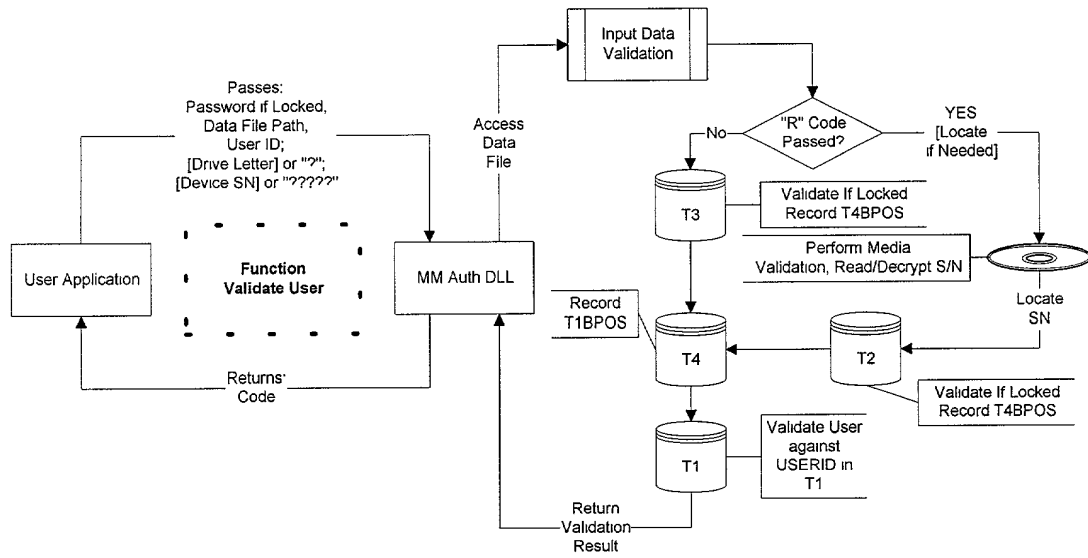 Input Data
Validation
Passes:
Password if Locked,
Data File Path,
User ID;
[Drive Letter] or "?";
[Device SN] or "?????"
Access
Data
File
"R" Code
Passed?
No
YES
[Locate
if Needed]
T3
Validate If Locked
Record T4BPOS
Perform Media
Validation, Read/Decrypt S/N
User Application
Function
Validate User
MM Auth DLL
Locate
SN
Record
T1BPOS
T4
T2
Returns:
Code
Validate If Locked
Record T4BPOS
T1
Validate User
against
USERID in
T1
Return
Validation
Result